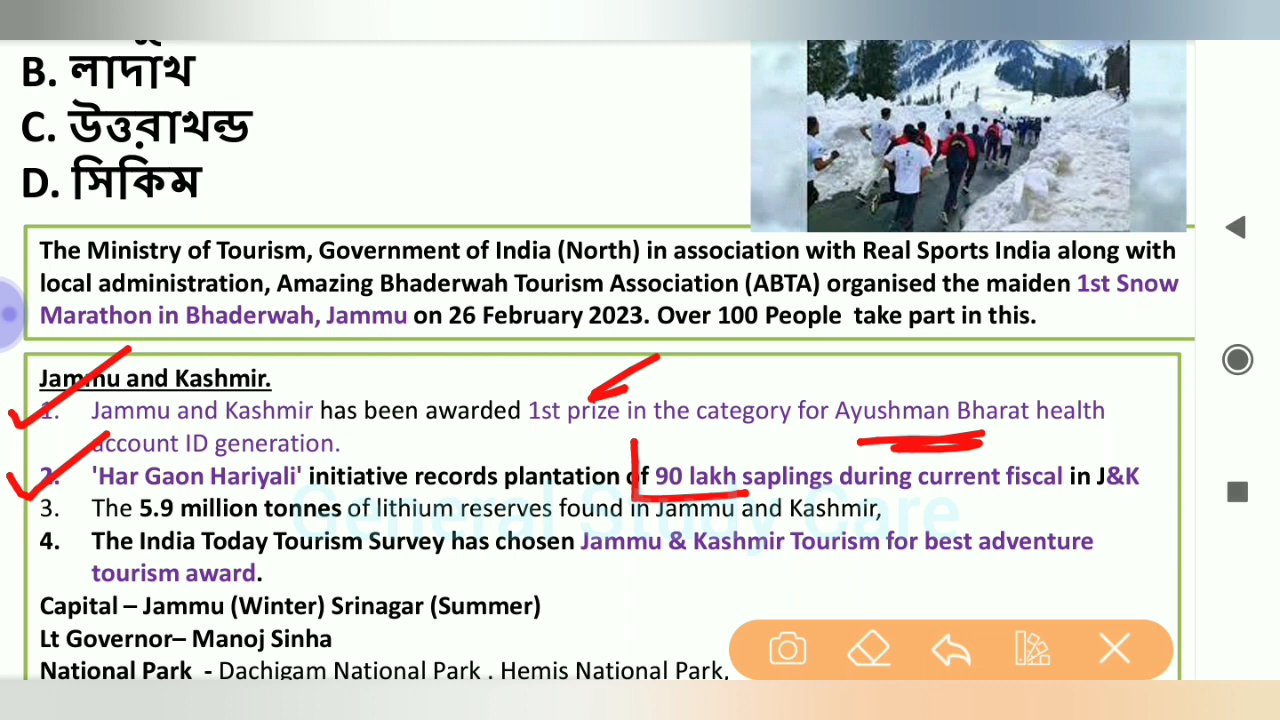 B. লাদাখ
C. উত্তরাখন্ড
D. সিকিম
The Ministry of Tourism, Government of India (North) in association with Real Sports India along with
local administration, Amazing Bhaderwah Tourism Association (ABTA) organised the maiden 1st Snow
Marathon in Bhaderwah, Jammu on 26 February 2023. Over 100 People take part in this.
Jammu and Kashmir.
1. Jammu and Kashmir has been awarded 1st prize in the category for Ayushman Bharat health
account ID generation.
2. 'Har Gaon Hariyali' initiative records plantation of 90 lakh saplings during current fiscal in J&K
3. The 5.9 million tonnes of lithium reserves found in Jammu and Kashmir,
4. The India Today Tourism Survey has chosen Jammu & Kashmir Tourism for best adventure
tourism award.
General Study Care
Capital – Jammu (Winter) Srinagar (Summer)
Lt Governor– Manoj Sinha
National Park - Dachigam National Park , Hemis National Park,